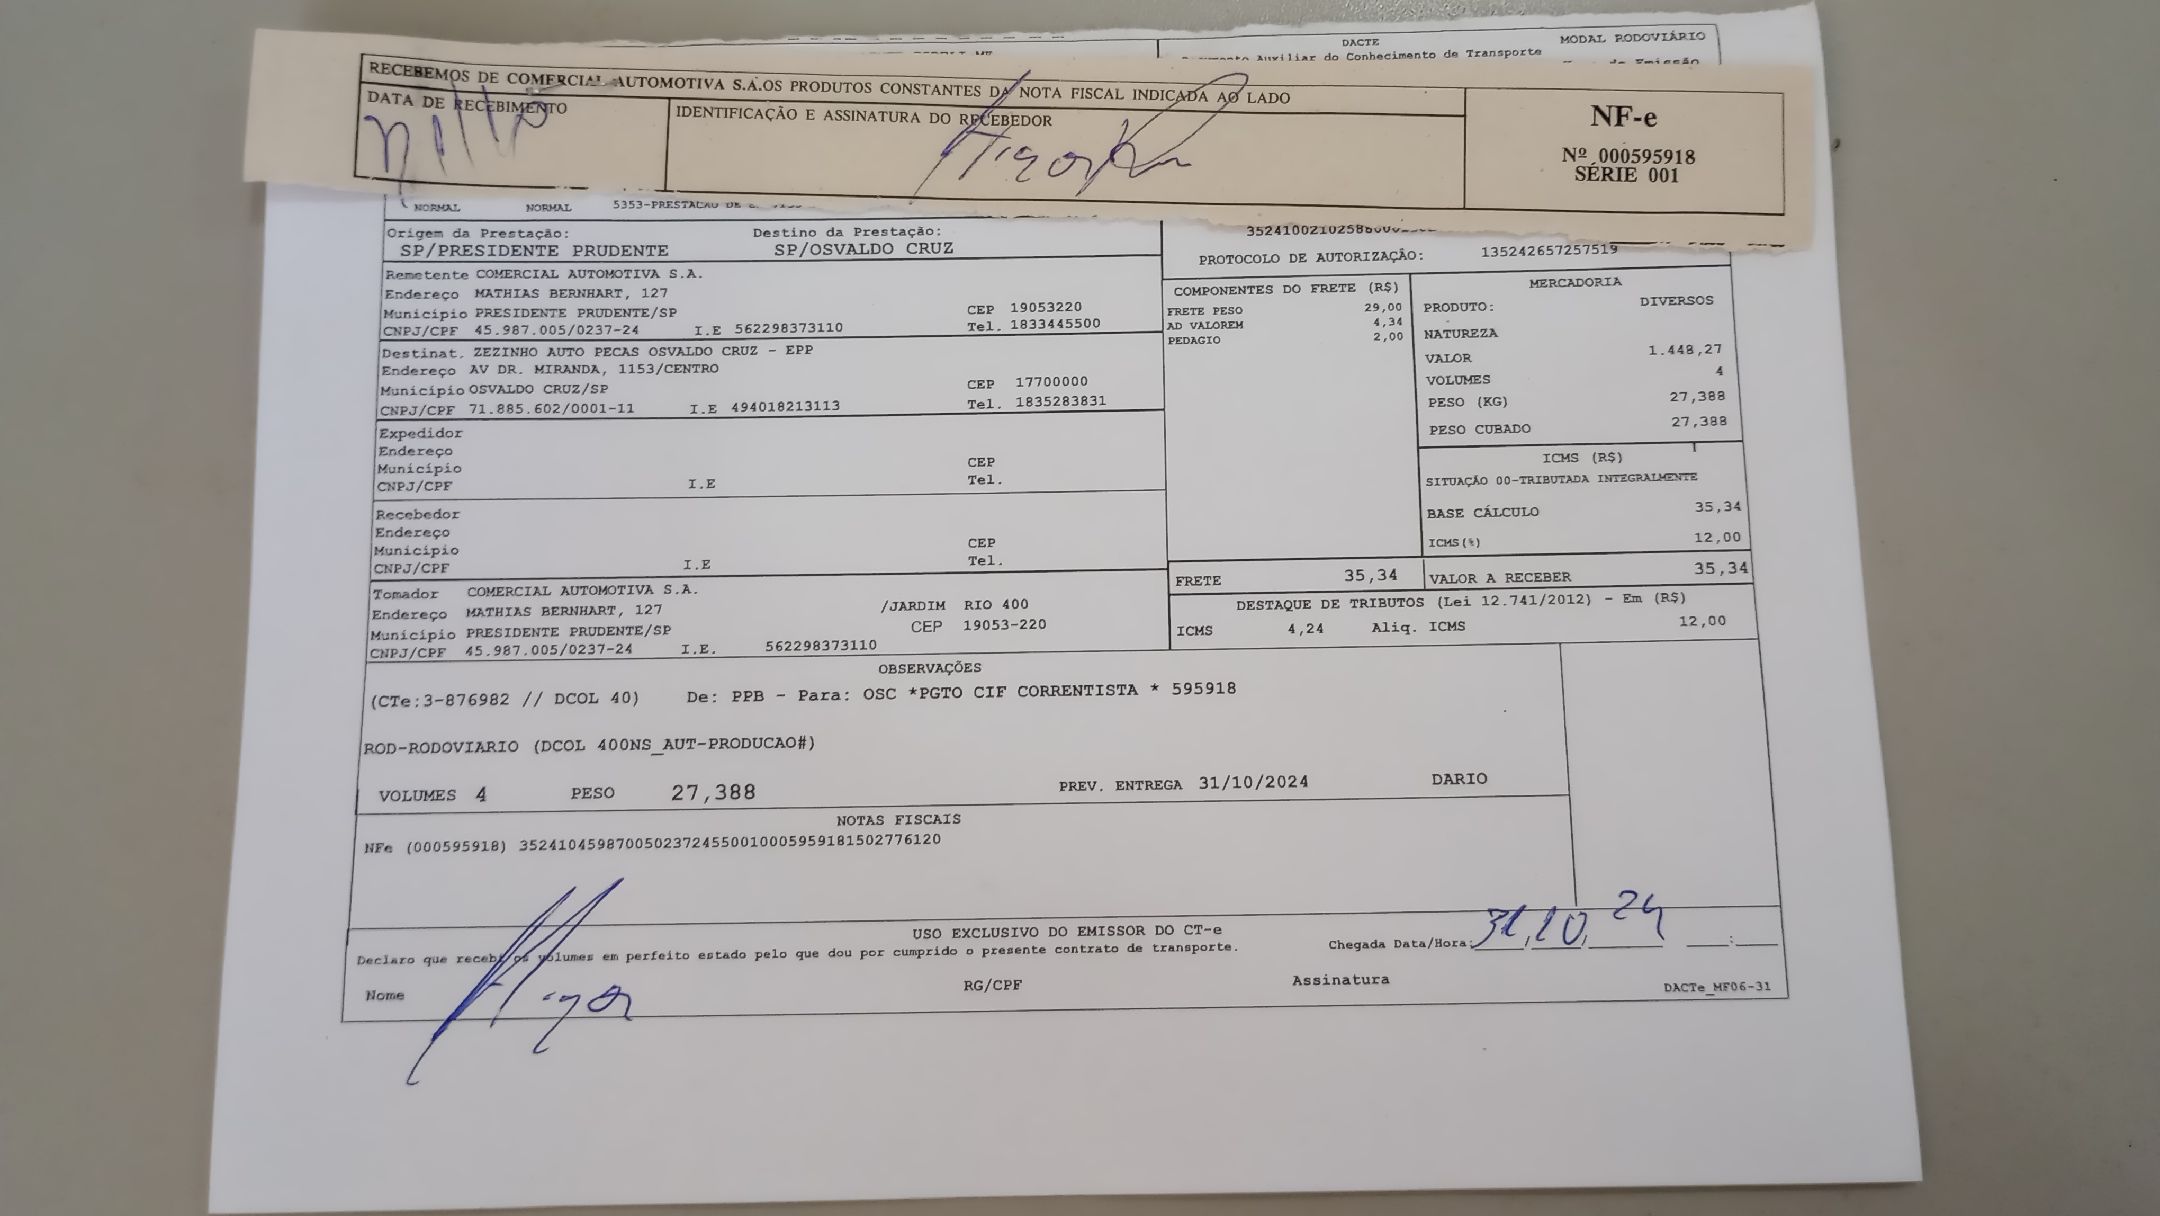 DACTE
MODAL RODOVIÁRIO
Auxiliar do Conhecimento de Transporte
RECEBEMOS DE COMERCIAL AUTOMOTIVA S.A.OS PRODUTOS CONSTANTES DA NOTA FISCAL INDICADA AO LADO
DATA DE RECEBIMENTO
IDENTIFICAÇÃO E ASSINATURA DO RECEBEDOR
NF-e
Nº 000595918
SÉRIE 001
NORMAL NORMAL 5353-PRESTACAO DE
Origem da Prestação: Destino da Prestação:
SP/PRESIDENTE PRUDENTE SP/OSVALDO CRUZ
PROTOCOLO DE AUTORIZAÇÃO: 135242657257519
Remetente COMERCIAL AUTOMOTIVA S.A.
Endereço MATHIAS BERNHART, 127
Município PRESIDENTE PRUDENTE/SP CEP 19053220
CNPJ/CPF 45.987.005/0237-24 I.E 562298373110 Tel. 1833445500
Destinat. ZEZINHO AUTO PECAS OSVALDO CRUZ - EPP
Endereço AV DR. MIRANDA, 1153/CENTRO
Município OSVALDO CRUZ/SP CEP 17700000
CNPJ/CPF 71.885.602/0001-11 I.E 494018213113 Tel. 1835283831
Expedidor
Endereço
Município CEP
CNPJ/CPF I.E Tel.
Recebedor
Endereço
Município CEP
CNPJ/CPF I.E Tel.
Tomador COMERCIAL AUTOMOTIVA S.A.
Endereço MATHIAS BERNHART, 127 /JARDIM RIO 400
Município PRESIDENTE PRUDENTE/SP CEP 19053-220
CNPJ/CPF 45.987.005/0237-24 I.E. 562298373110
COMPONENTES DO FRETE (R$)
FRETE PESO 29,00
AD VALOREM 4,34
PEDAGIO 2,00
MERCADORIA
PRODUTO: DIVERSOS
NATUREZA
VALOR 1.448,27
VOLUMES 4
PESO (KG) 27,388
PESO CUBADO 27,388
ICMS (R$)
SITUAÇÃO 00-TRIBUTADA INTEGRALMENTE
BASE CÁLCULO 35,34
ICMS(%) 12,00
FRETE 35,34 VALOR A RECEBER 35,34
DESTAQUE DE TRIBUTOS (Lei 12.741/2012) - Em (R$)
ICMS 4,24 Aliq. ICMS 12,00
OBSERVAÇÕES
(CTe:3-876982 // DCOL 40) De: PPB - Para: OSC *PGTO CIF CORRENTISTA * 595918
ROD-RODOVIARIO (DCOL 400NS_AUT-PRODUCAO#)
VOLUMES 4 PESO 27,388 PREV. ENTREGA 31/10/2024 DARIO
NOTAS FISCAIS
NFe (000595918) 35241045987005023724550010005959181502776120
USO EXCLUSIVO DO EMISSOR DO CT-e
Declaro que recebi os volumes em perfeito estado pelo que dou por cumprido o presente contrato de transporte.
Chegada Data/Hora: 31,10,24 :
Nome RG/CPF Assinatura
DACTe_MF06-31